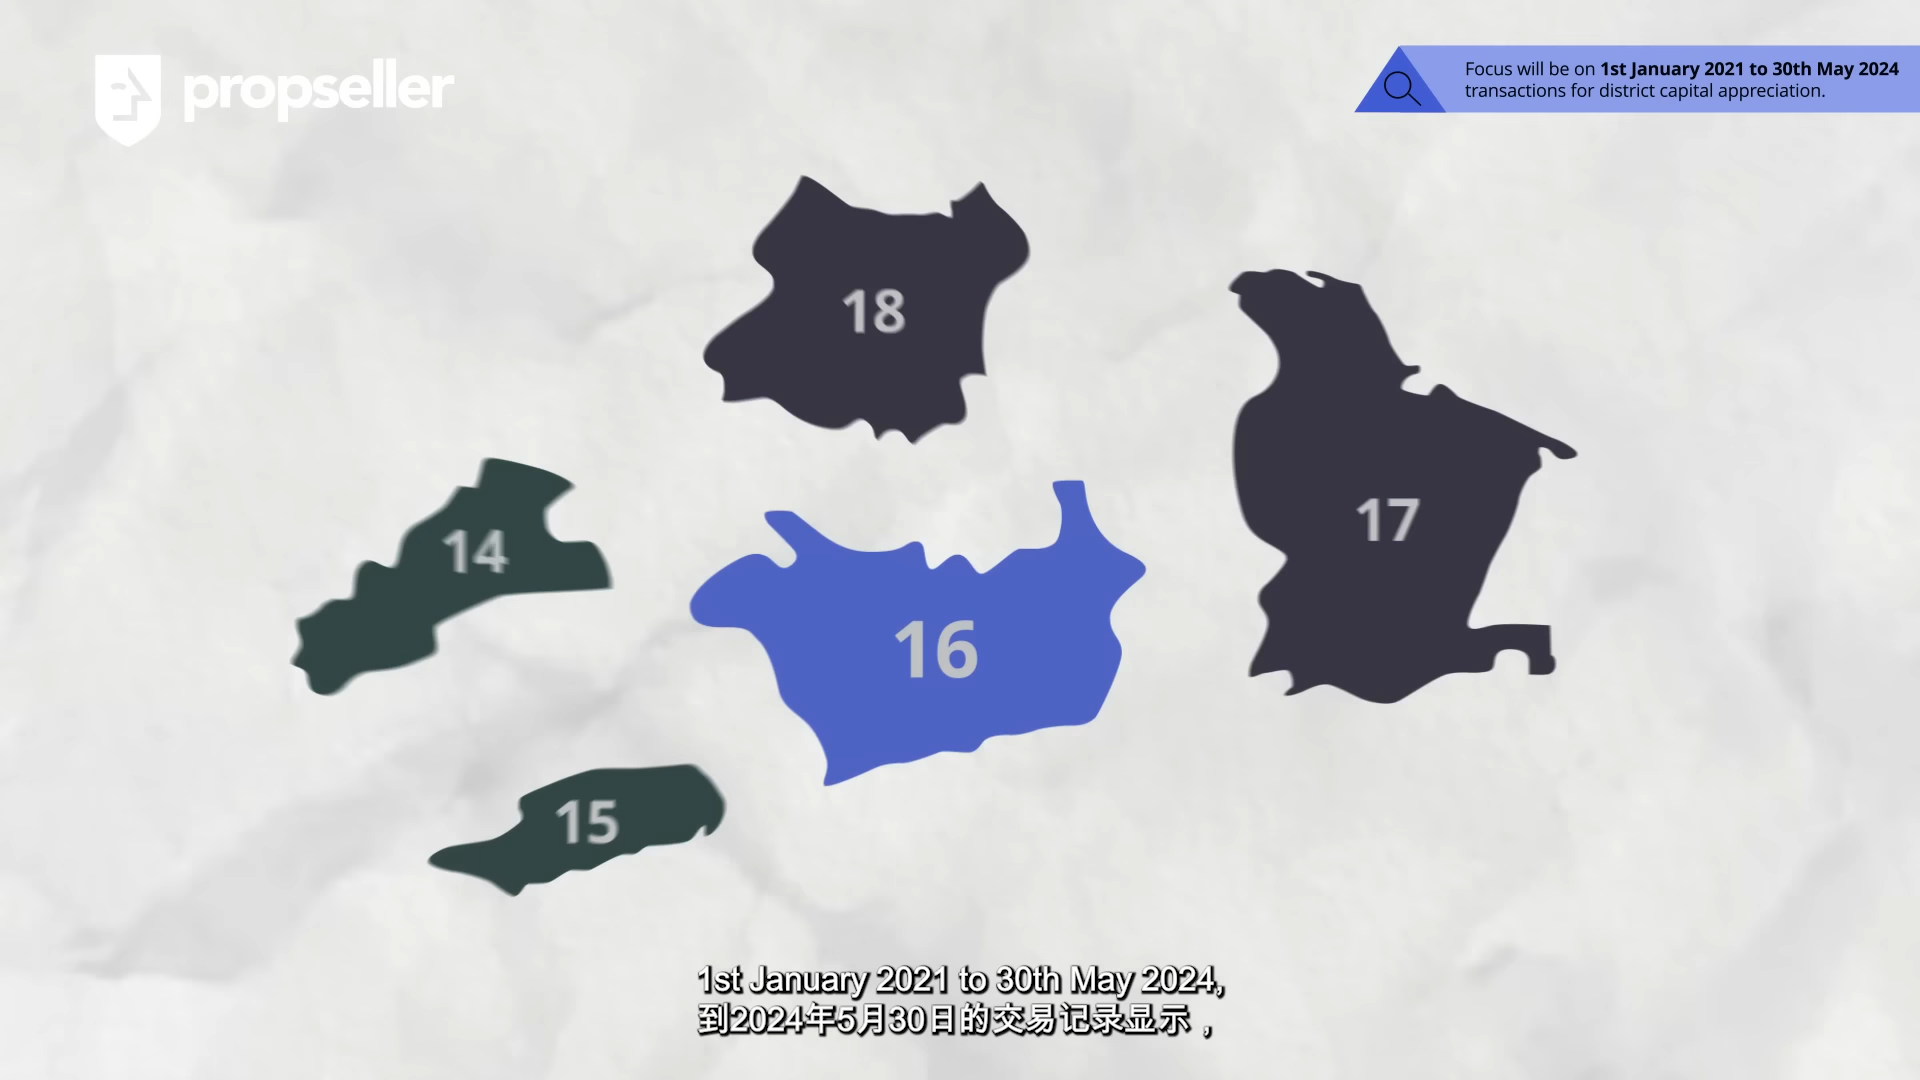 propseller
Focus will be on 1st January 2021 to 30th May 2024
transactions for district capital appreciation.
18
17
14
16
15
1st January 2021 to 30th May 2024,
到2024年5月30日的交易记录显示，